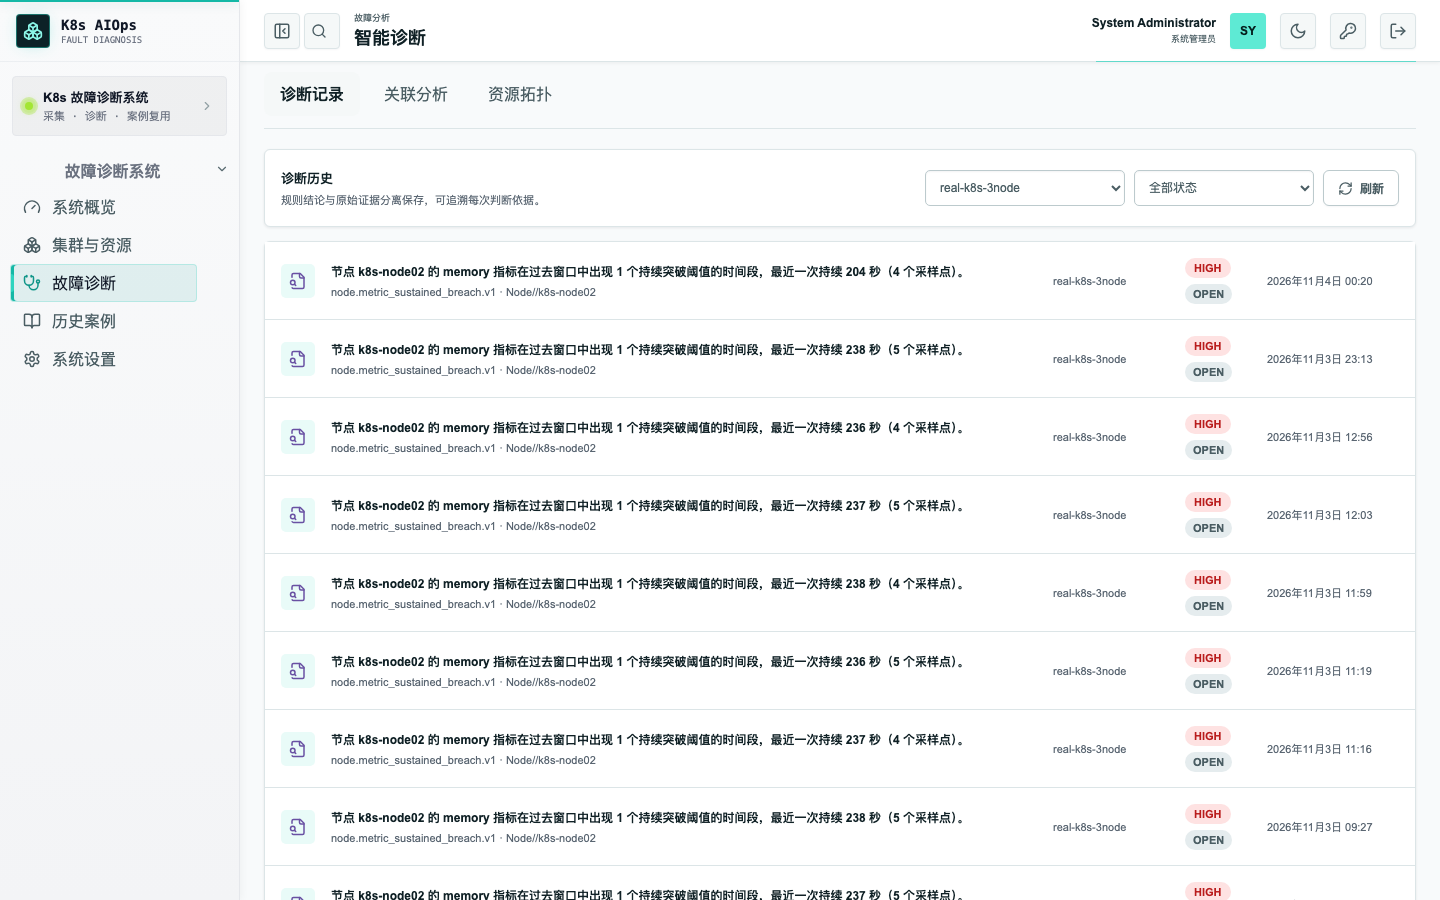 K8s AIOps
FAULT DIAGNOSIS
K8s 故障诊断系统
采集 · 诊断 · 案例复用
故障诊断系统
系统概览
集群与资源
故障诊断
历史案例
系统设置
故障分析
智能诊断
System Administrator
系统管理员
SY
诊断记录
关联分析
资源拓扑
诊断历史
规则结论与原始证据分离保存，可追溯每次判断依据。
real-k8s-3node
全部状态
刷新
节点 k8s-node02 的 memory 指标在过去窗口中出现 1 个持续突破阈值的时间段，最近一次持续 204 秒（4 个采样点）。
node.metric_sustained_breach.v1 · Node//k8s-node02
real-k8s-3node
HIGH
OPEN
2026年11月4日 00:20
节点 k8s-node02 的 memory 指标在过去窗口中出现 1 个持续突破阈值的时间段，最近一次持续 238 秒（5 个采样点）。
node.metric_sustained_breach.v1 · Node//k8s-node02
real-k8s-3node
HIGH
OPEN
2026年11月3日 23:13
节点 k8s-node02 的 memory 指标在过去窗口中出现 1 个持续突破阈值的时间段，最近一次持续 236 秒（4 个采样点）。
node.metric_sustained_breach.v1 · Node//k8s-node02
real-k8s-3node
HIGH
OPEN
2026年11月3日 12:56
节点 k8s-node02 的 memory 指标在过去窗口中出现 1 个持续突破阈值的时间段，最近一次持续 237 秒（5 个采样点）。
node.metric_sustained_breach.v1 · Node//k8s-node02
real-k8s-3node
HIGH
OPEN
2026年11月3日 12:03
节点 k8s-node02 的 memory 指标在过去窗口中出现 1 个持续突破阈值的时间段，最近一次持续 238 秒（4 个采样点）。
node.metric_sustained_breach.v1 · Node//k8s-node02
real-k8s-3node
HIGH
OPEN
2026年11月3日 11:59
节点 k8s-node02 的 memory 指标在过去窗口中出现 1 个持续突破阈值的时间段，最近一次持续 236 秒（5 个采样点）。
node.metric_sustained_breach.v1 · Node//k8s-node02
real-k8s-3node
HIGH
OPEN
2026年11月3日 11:19
节点 k8s-node02 的 memory 指标在过去窗口中出现 1 个持续突破阈值的时间段，最近一次持续 237 秒（4 个采样点）。
node.metric_sustained_breach.v1 · Node//k8s-node02
real-k8s-3node
HIGH
OPEN
2026年11月3日 11:16
节点 k8s-node02 的 memory 指标在过去窗口中出现 1 个持续突破阈值的时间段，最近一次持续 238 秒（5 个采样点）。
node.metric_sustained_breach.v1 · Node//k8s-node02
real-k8s-3node
HIGH
OPEN
2026年11月3日 09:27
节点 k8s-node02 的 memory 指标在过去窗口中出现 1 个持续突破阈值的时间段，最近一次持续 237 秒（5 个采样点）。
HIGH